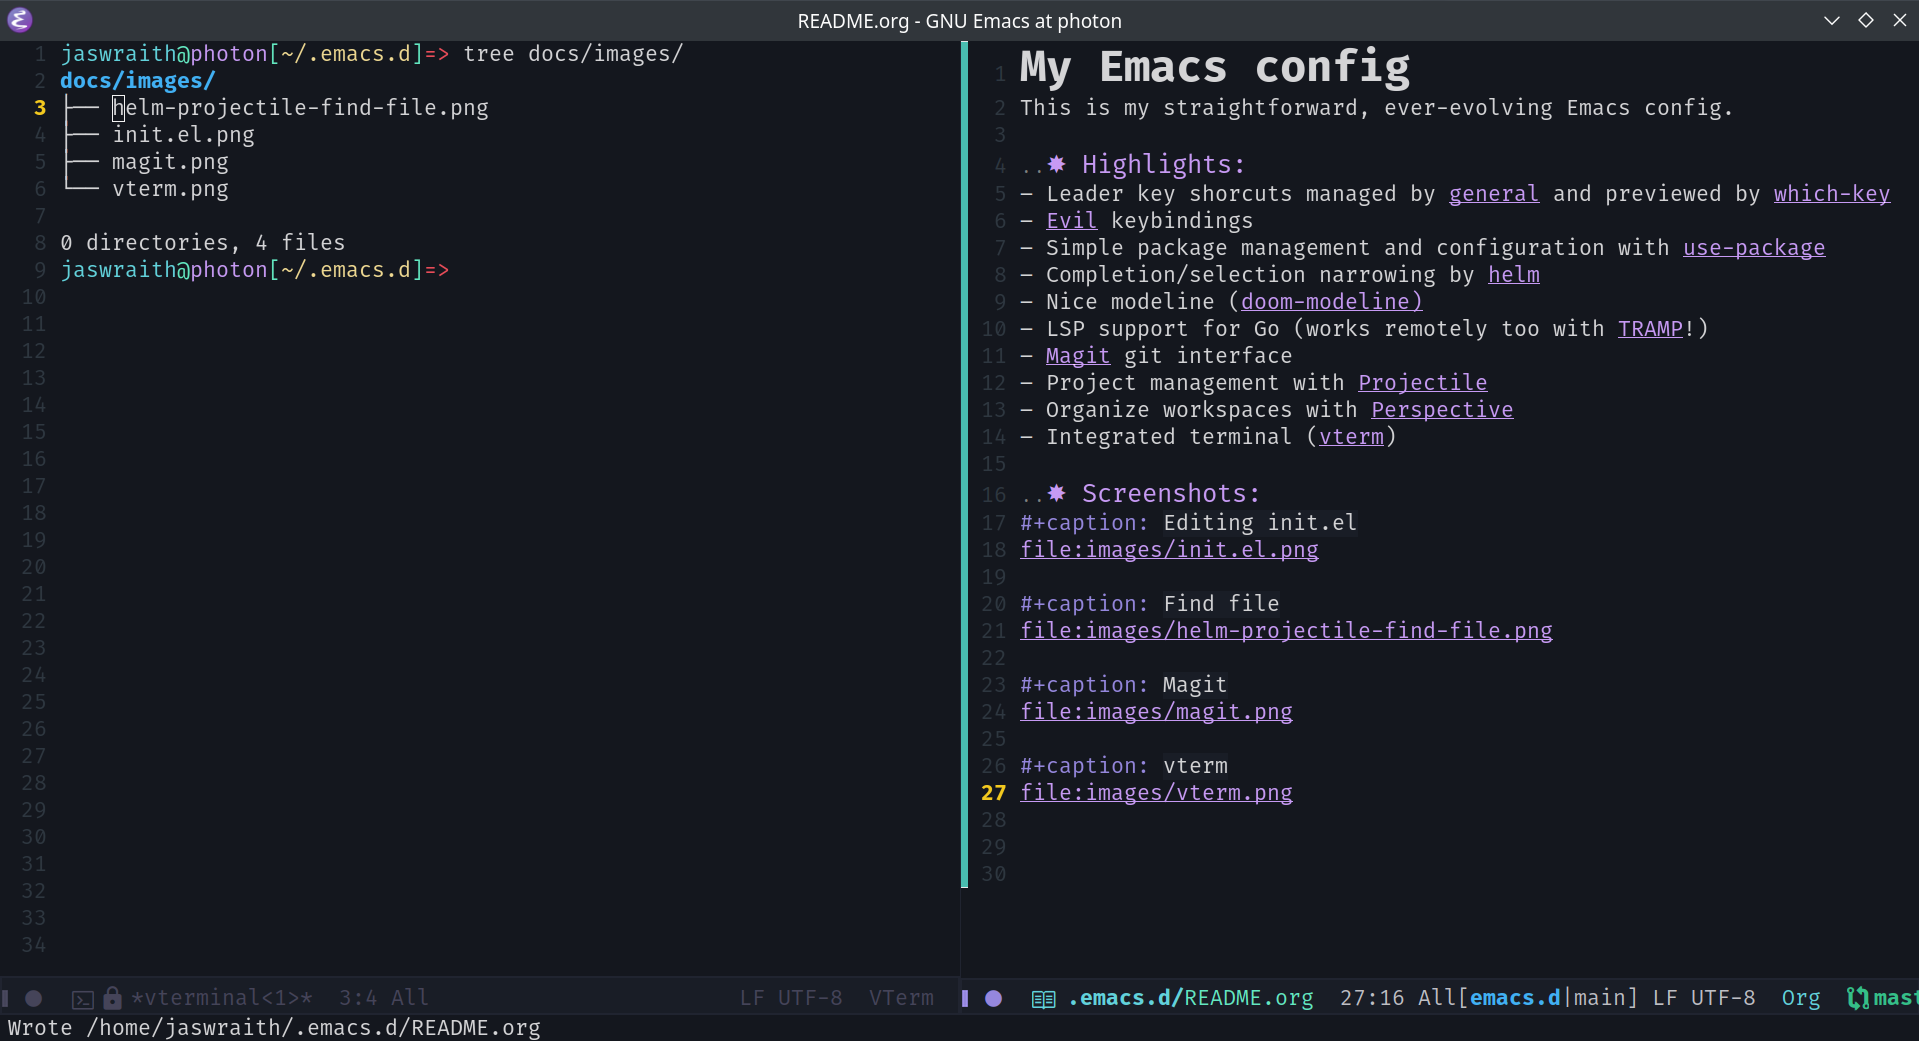 README.org - GNU Emacs at photon
1 jaswraith@photon[~/.emacs.d]=> tree docs/images/
2 docs/images/
3 ├── helm-projectile-find-file.png
4 ├── init.el.png
5 ├── magit.png
6 └── vterm.png
7
8 0 directories, 4 files
9 jaswraith@photon[~/.emacs.d]=>
10
11
12
13
14
15
16
17
18
19
20
21
22
23
24
25
26
27
28
29
30
31
32
33
34
*vterminal<1>* 3:4 All LF UTF-8 VTerm
1 My Emacs config
2 This is my straightforward, ever-evolving Emacs config.
3
4 ..✸ Highlights:
5 – Leader key shorcuts managed by general and previewed by which-key
6 – Evil keybindings
7 – Simple package management and configuration with use-package
8 – Completion/selection narrowing by helm
9 – Nice modeline (doom-modeline)
10 – LSP support for Go (works remotely too with TRAMP!)
11 – Magit git interface
12 – Project management with Projectile
13 – Organize workspaces with Perspective
14 – Integrated terminal (vterm)
15
16 ..✸ Screenshots:
17 #+caption: Editing init.el
18 file:images/init.el.png
19
20 #+caption: Find file
21 file:images/helm-projectile-find-file.png
22
23 #+caption: Magit
24 file:images/magit.png
25
26 #+caption: vterm
27 file:images/vterm.png
28
29
30
.emacs.d/README.org 27:16 All[emacs.d|main] LF UTF-8 Org mast
Wrote /home/jaswraith/.emacs.d/README.org